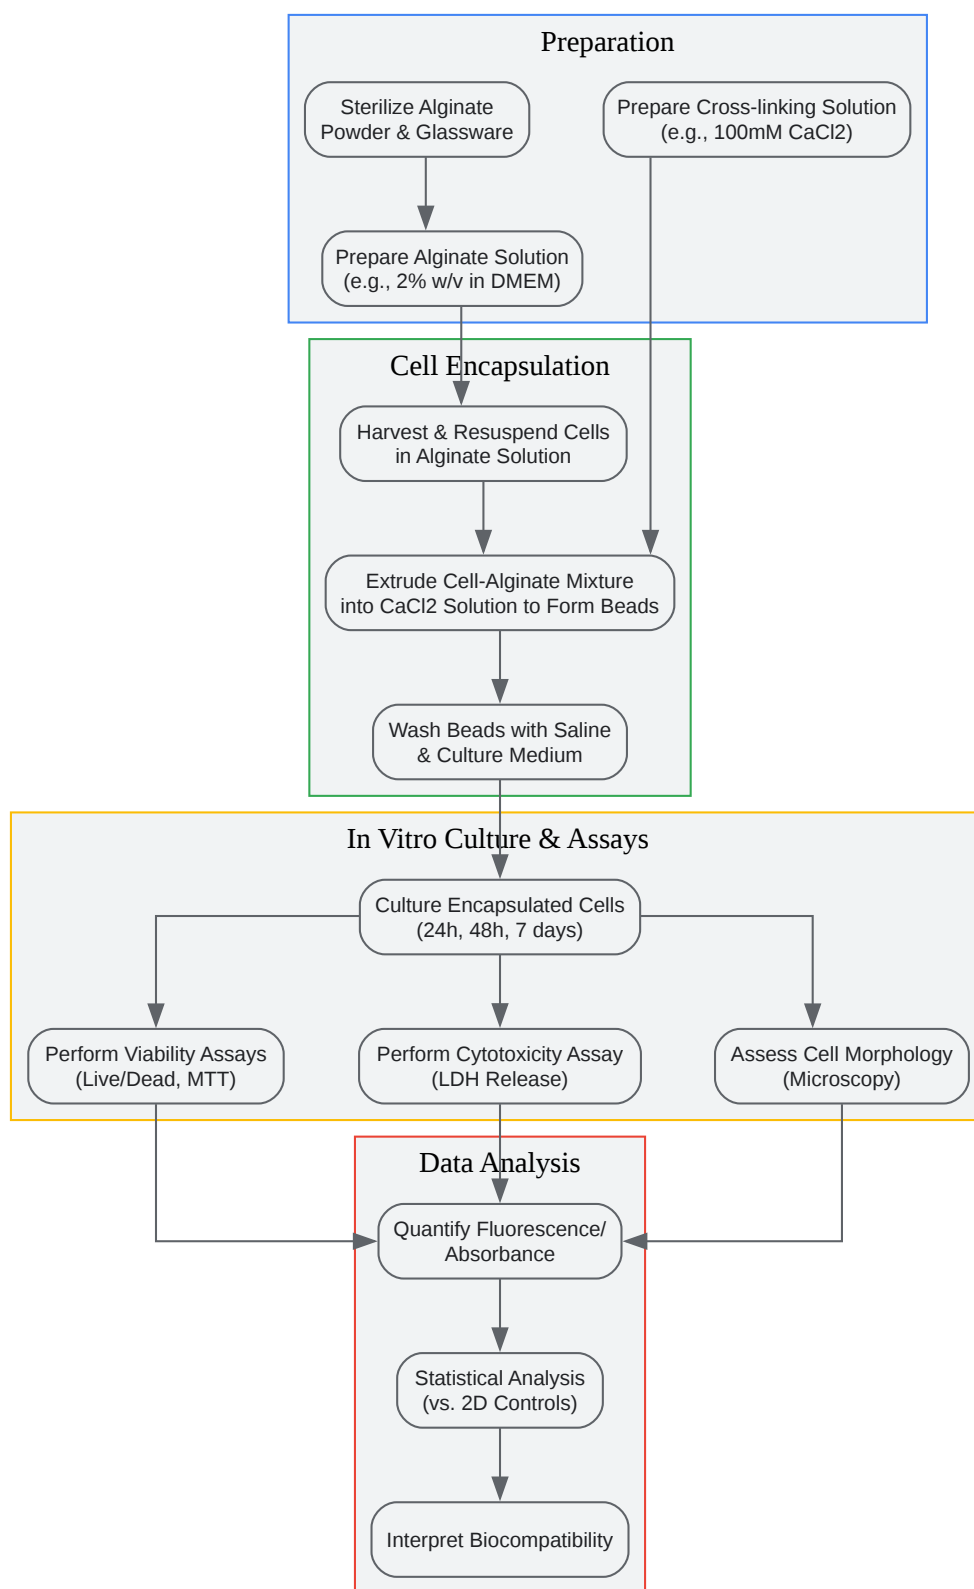 Preparation
Sterilize Alginate
Powder & Glassware
Prepare Cross-linking Solution
(e.g., 100mM CaCl2)
Prepare Alginate Solution
(e.g., 2% w/v in DMEM)
Cell Encapsulation
Harvest & Resuspend Cells
in Alginate Solution
Extrude Cell-Alginate Mixture
into CaCl2 Solution to Form Beads
Wash Beads with Saline
& Culture Medium
In Vitro Culture & Assays
Culture Encapsulated Cells
(24h, 48h, 7 days)
Perform Viability Assays
(Live/Dead, MTT)
Perform Cytotoxicity Assay
(LDH Release)
Assess Cell Morphology
(Microscopy)
Data Analysis
Quantify Fluorescence/
Absorbance
Statistical Analysis
(vs. 2D Controls)
Interpret Biocompatibility